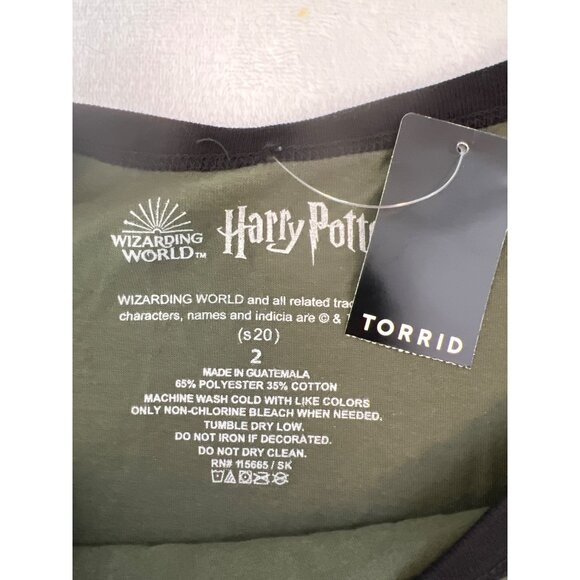 WIZARDING
WORLD™
Harry Pott
TORRID
WIZARDING WORLD and all related
characters, names and indicia are © &
(s20)
2
MADE IN GUATEMALA
65% POLYESTER 35% COTTON
MACHINE WASH COLD WITH LIKE COLORS
ONLY NON-CHLORINE BLEACH WHEN NEEDED.
TUMBLE DRY LOW.
DO NOT IRON IF DECORATED.
DO NOT DRY CLEAN.
RN# 115665 / SK